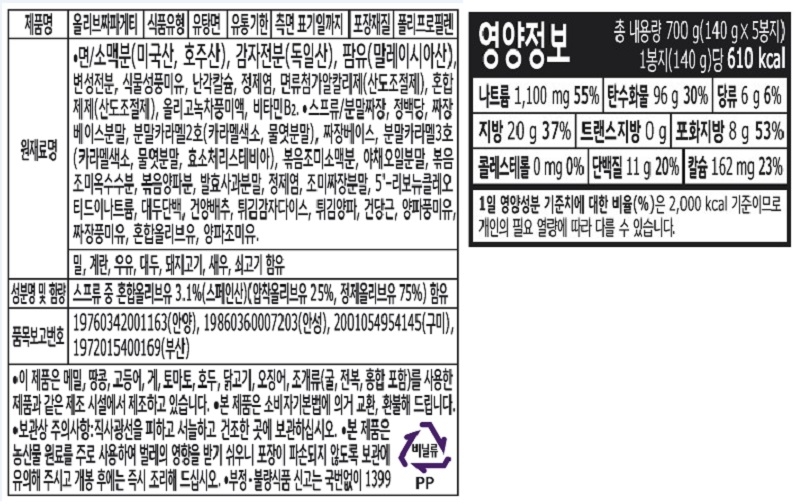 제품명 올리브짜파게티 식품유형 유탕면 유통기한 측면 표기일까지 포장재질 폴리프로필렌
원재료명
•면/소맥분(미국산, 호주산), 감자전분(독일산), 팜유(말레이시아산),
변성전분, 식물성풍미유, 난각칼슘, 정제염, 면류첨가알칼리제(산도조절제), 혼합
제제(산도조절제), 올리고녹차풍미액, 비타민B₂. •스프류/분말짜장, 정백당, 짜장
베이스분말, 분말카라멜2호(카라멜색소, 물엿분말), 짜장베이스, 분말카라멜3호
(카라멜색소, 물엿분말, 효소처리스테비아), 볶음조미소맥분, 야채오일분말, 볶음
조미옥수수분, 볶음양파분, 발효사과분말, 정제염, 조미짜장분말, 5'-리보뉴클레오
티드이나트륨, 대두단백, 건양배추, 튀김감자다이스, 튀김양파, 건당근, 양파풍미유,
짜장풍미유, 혼합올리브유, 양파조미유.
밀, 계란, 우유, 대두, 돼지고기, 새우, 쇠고기 함유
성분명 및 함량 스프류 중 혼합올리브유 3.1%(스페인산)(압착올리브유 25%, 정제올리브유 75%) 함유
품목보고번호 19760342001163(안양), 19860360007203(안성), 2001054954145(구미),
1972015400169(부산)
•이 제품은 메밀, 땅콩, 고등어, 게, 토마토, 호두, 닭고기, 오징어, 조개류(굴, 전복, 홍합 포함)를 사용한
제품과 같은 제조 시설에서 제조하고 있습니다. •본 제품은 소비자기본법에 의거 교환, 환불해 드립니다.
•보관상 주의사항:직사광선을 피하고 서늘하고 건조한 곳에 보관하십시오. •본 제품은
농산물 원료를 주로 사용하여 벌레의 영향을 받기 쉬우니 포장이 파손되지 않도록 보관에
유의해 주시고 개봉 후에는 즉시 조리해 드십시오. •부정·불량식품 신고는 국번없이 1399
비닐류
PP
영양정보
총 내용량 700 g(140 g×5봉지)
1봉지(140 g)당 610 kcal
나트륨 1,100 mg 55% 탄수화물 96 g 30% 당류 6 g 6%
지방 20 g 37% 트랜스지방 0 g 포화지방 8 g 53%
콜레스테롤 0 mg 0% 단백질 11 g 20% 칼슘 162 mg 23%
1일 영양성분 기준치에 대한 비율(%)은 2,000 kcal 기준이므로
개인의 필요 열량에 따라 다를 수 있습니다.